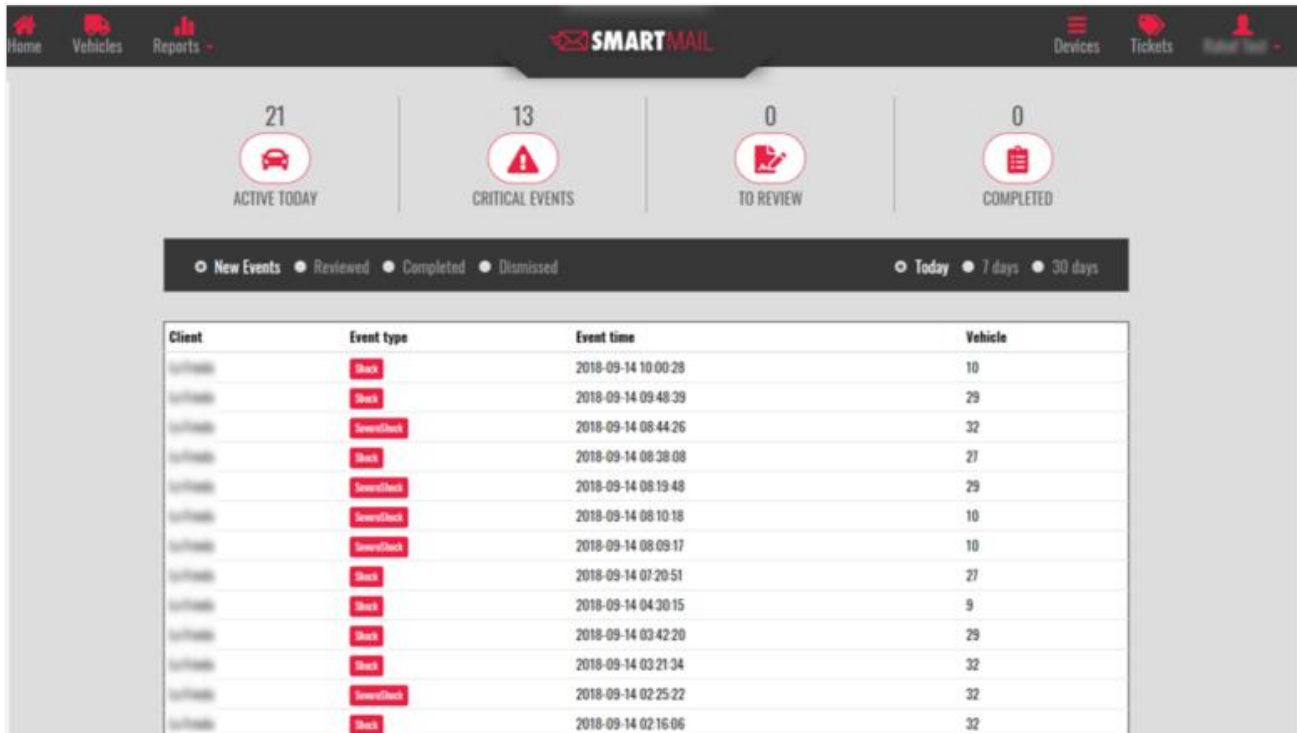 SMARTMAIL
Home Vehicles Reports Devices Tickets
21 13 0 0
ACTIVE TODAY CRITICAL EVENTS TO REVIEW COMPLETED
New Events Reviewed Completed Dismissed Today 7 days 30 days
Client Event type Event time Vehicle
Shock 2018-09-14 10:00:28 10
Shock 2018-09-14 09:48:39 29
SevereShock 2018-09-14 08:44:26 32
Shock 2018-09-14 08:38:08 27
SevereShock 2018-09-14 08:19:48 29
SevereShock 2018-09-14 08:10:18 10
SevereShock 2018-09-14 08:09:17 10
Shock 2018-09-14 07:20:51 27
Shock 2018-09-14 04:30:15 9
Shock 2018-09-14 03:42:20 29
Shock 2018-09-14 03:21:34 32
SevereShock 2018-09-14 02:25:22 32
Shock 2018-09-14 02:16:06 32